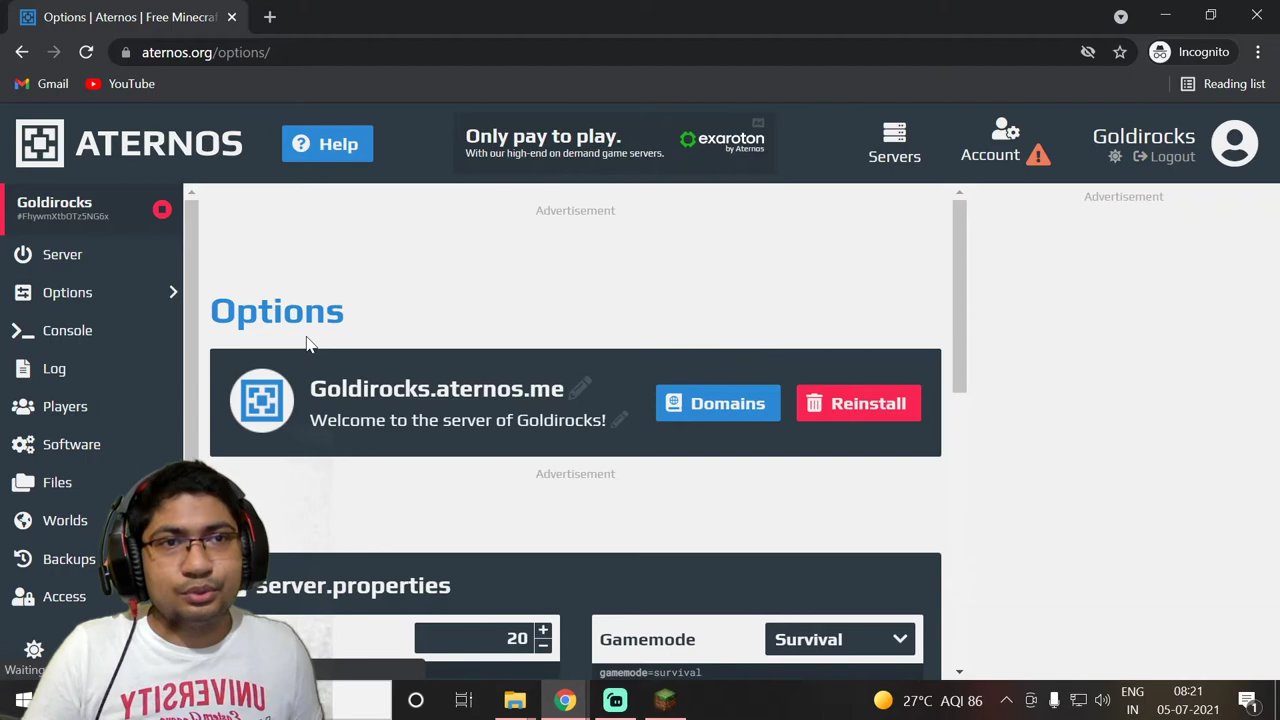 Options | Aternos | Free Minecraf
aternos.org/options/
Incognito
Gmail
YouTube
Reading list
ATERNOS
Help
Only pay to play.
With our high-end on demand game servers.
Ad
exaroton
by Aternos
Servers
Account
Goldirocks
Logout
Goldirocks
#FhywmXtbOTz5NG6x
Server
Options
Console
Log
Players
Software
Files
Worlds
Backups
Access
Advertisement
Advertisement
Options
Goldirocks.aternos.me
Welcome to the server of Goldirocks!
Domains
Reinstall
Advertisement
server.properties
20
Gamemode
Survival
gamemode=survival
UNIVERSITY
27°C AQI 86
ENG
IN
08:21
05-07-2021
1